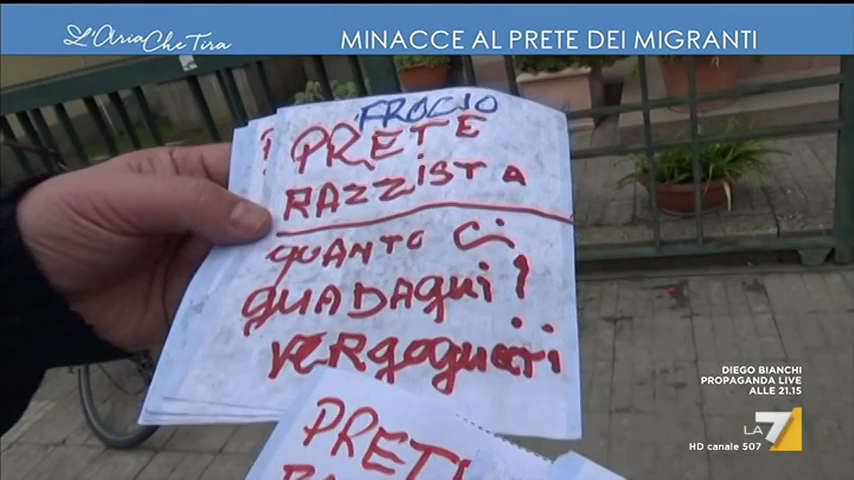 L'Aria Che Tira
MINACCE AL PRETE DEI MIGRANTI
FROCIO
PRETE
RAZZISTA
QUANTO Ci
GUADAGNi!
VERGOGNATI
PRETE
DIEGO BIANCHI
PROPAGANDA LIVE
ALLE 21.15
LA7
HD canale 507